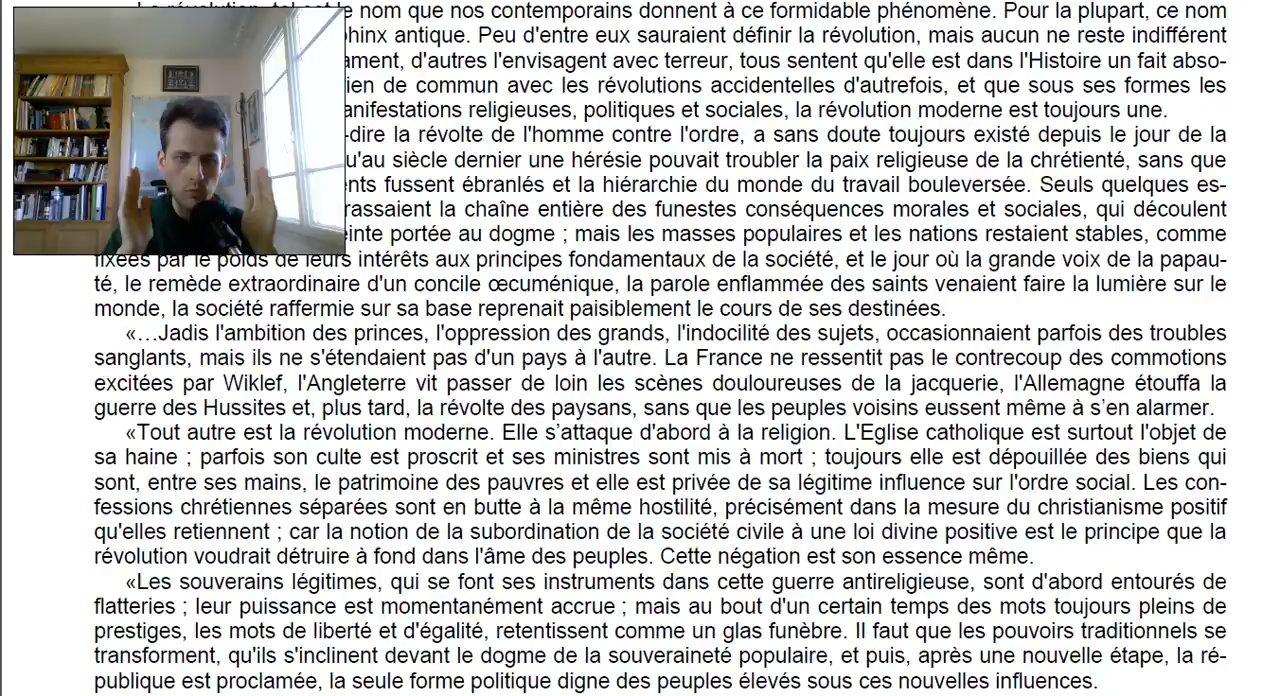 La révolution, tel est le nom que nos contemporains donnent à ce formidable phénomène. Pour la plupart, ce nom
phinx antique. Peu d'entre eux sauraient définir la révolution, mais aucun ne reste indifférent
ament, d'autres l'envisagent avec terreur, tous sentent qu'elle est dans l'Histoire un fait abso-
ien de commun avec les révolutions accidentelles d'autrefois, et que sous ses formes les
anifestations religieuses, politiques et sociales, la révolution moderne est toujours une.
-dire la révolte de l'homme contre l'ordre, a sans doute toujours existé depuis le jour de la
u'au siècle dernier une hérésie pouvait troubler la paix religieuse de la chrétienté, sans que
ents fussent ébranlés et la hiérarchie du monde du travail bouleversée. Seuls quelques es-
rassaient la chaîne entière des funestes conséquences morales et sociales, qui découlent
einte portée au dogme ; mais les masses populaires et les nations restaient stables, comme
fixées par le poids de leurs intérêts aux principes fondamentaux de la société, et le jour où la grande voix de la papau-
té, le remède extraordinaire d'un concile œcuménique, la parole enflammée des saints venaient faire la lumière sur le
monde, la société raffermie sur sa base reprenait paisiblement le cours de ses destinées.
«…Jadis l'ambition des princes, l'oppression des grands, l'indocilité des sujets, occasionnaient parfois des troubles
sanglants, mais ils ne s'étendaient pas d'un pays à l'autre. La France ne ressentit pas le contrecoup des commotions
excitées par Wiklef, l'Angleterre vit passer de loin les scènes douloureuses de la jacquerie, l'Allemagne étouffa la
guerre des Hussites et, plus tard, la révolte des paysans, sans que les peuples voisins eussent même à s’en alarmer.
«Tout autre est la révolution moderne. Elle s’attaque d'abord à la religion. L'Eglise catholique est surtout l'objet de
sa haine ; parfois son culte est proscrit et ses ministres sont mis à mort ; toujours elle est dépouillée des biens qui
sont, entre ses mains, le patrimoine des pauvres et elle est privée de sa légitime influence sur l'ordre social. Les con-
fessions chrétiennes séparées sont en butte à la même hostilité, précisément dans la mesure du christianisme positif
qu'elles retiennent ; car la notion de la subordination de la société civile à une loi divine positive est le principe que la
révolution voudrait détruire à fond dans l'âme des peuples. Cette négation est son essence même.
«Les souverains légitimes, qui se font ses instruments dans cette guerre antireligieuse, sont d'abord entourés de
flatteries ; leur puissance est momentanément accrue ; mais au bout d'un certain temps des mots toujours pleins de
prestiges, les mots de liberté et d'égalité, retentissent comme un glas funèbre. Il faut que les pouvoirs traditionnels se
transforment, qu'ils s'inclinent devant le dogme de la souveraineté populaire, et puis, après une nouvelle étape, la ré-
publique est proclamée, la seule forme politique digne des peuples élevés sous ces nouvelles influences.